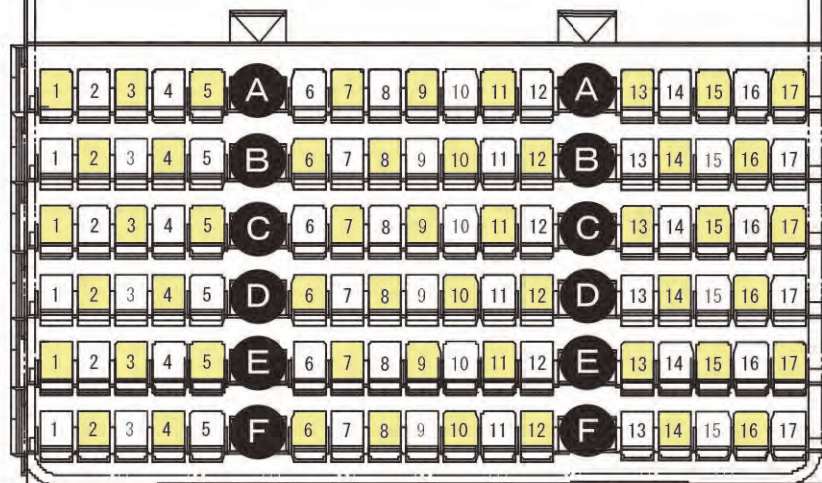 1 2 3 4 5 A 6 7 8 9 10 11 12 A 13 14 15 16 17
1 2 3 4 5 B 6 7 8 9 10 11 12 B 13 14 15 16 17
1 2 3 4 5 C 6 7 8 9 10 11 12 C 13 14 15 16 17
1 2 3 4 5 D 6 7 8 9 10 11 12 D 13 14 15 16 17
1 2 3 4 5 E 6 7 8 9 10 11 12 E 13 14 15 16 17
1 2 3 4 5 F 6 7 8 9 10 11 12 F 13 14 15 16 17